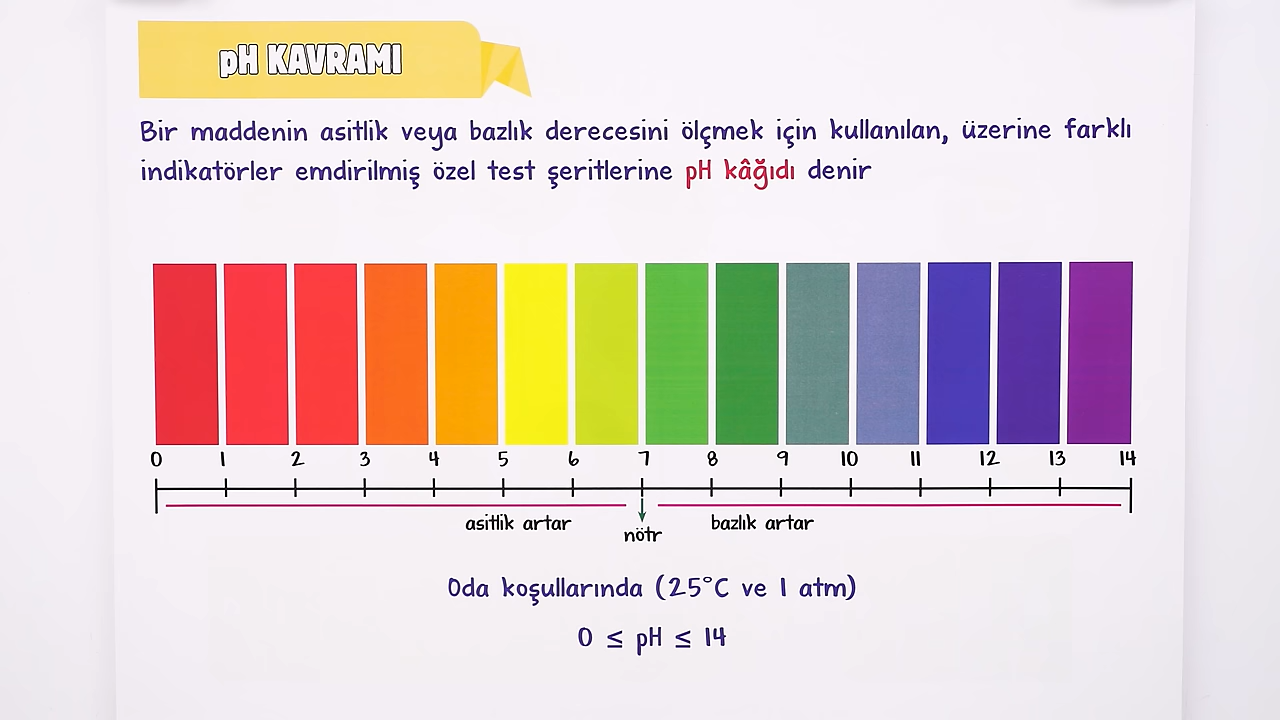 pH KAVRAMI
Bir maddenin asitlik veya bazlık derecesini ölçmek için kullanılan, üzerine farklı
indikatörler emdirilmiş özel test şeritlerine pH kâğıdı denir
0 1 2 3 4 5 6 7 8 9 10 11 12 13 14
asitlik artar nötr bazlık artar
Oda koşullarında (25°C ve 1 atm)
0 ≤ pH ≤ 14